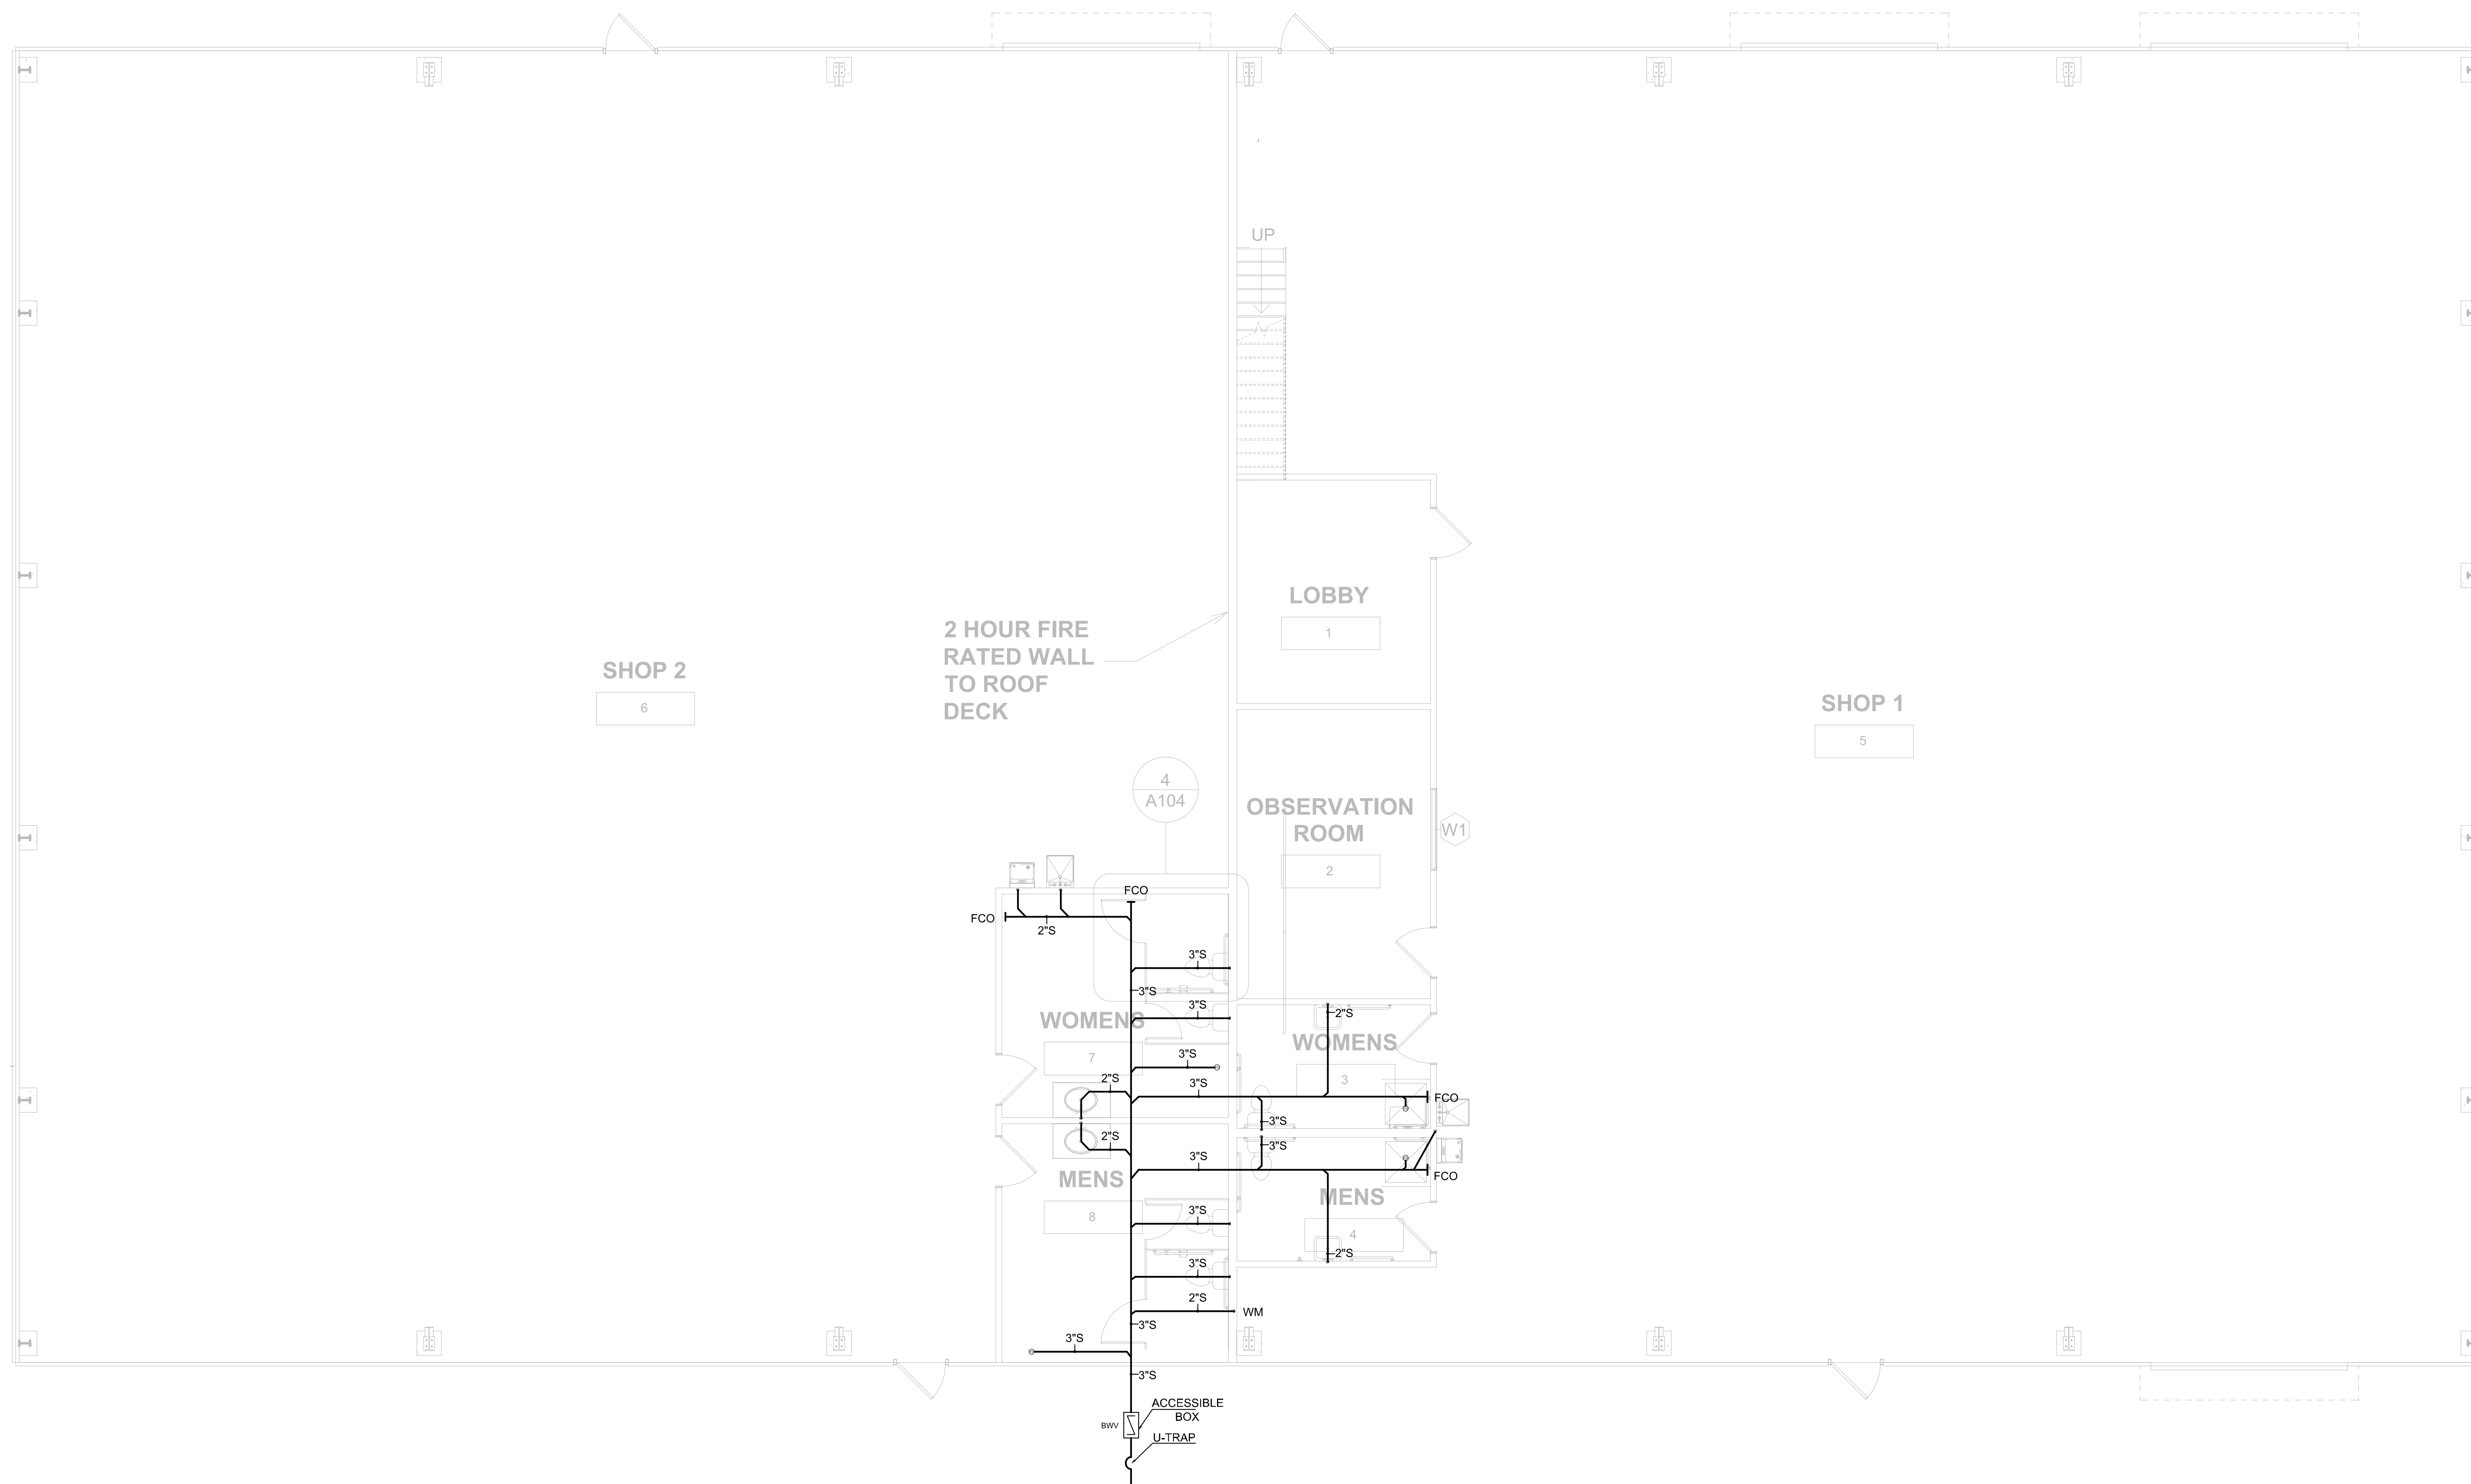 UP
LOBBY
1
2 HOUR FIRE
RATED WALL
TO ROOF
DECK
SHOP 2
6
SHOP 1
5
4
A104
OBSERVATION
ROOM
2
W1
FCO
FCO
2"S
3"S
3"S
3"S
2"S
WOMENS
7
WOMENS
3
3"S
2"S
3"S
FCO
3"S
2"S
3"S
3"S
FCO
MENS
8
MENS
4
3"S
2"S
3"S
2"S
WM
3"S
3"S
3"S
ACCESSIBLE
BOX
BWV
U-TRAP